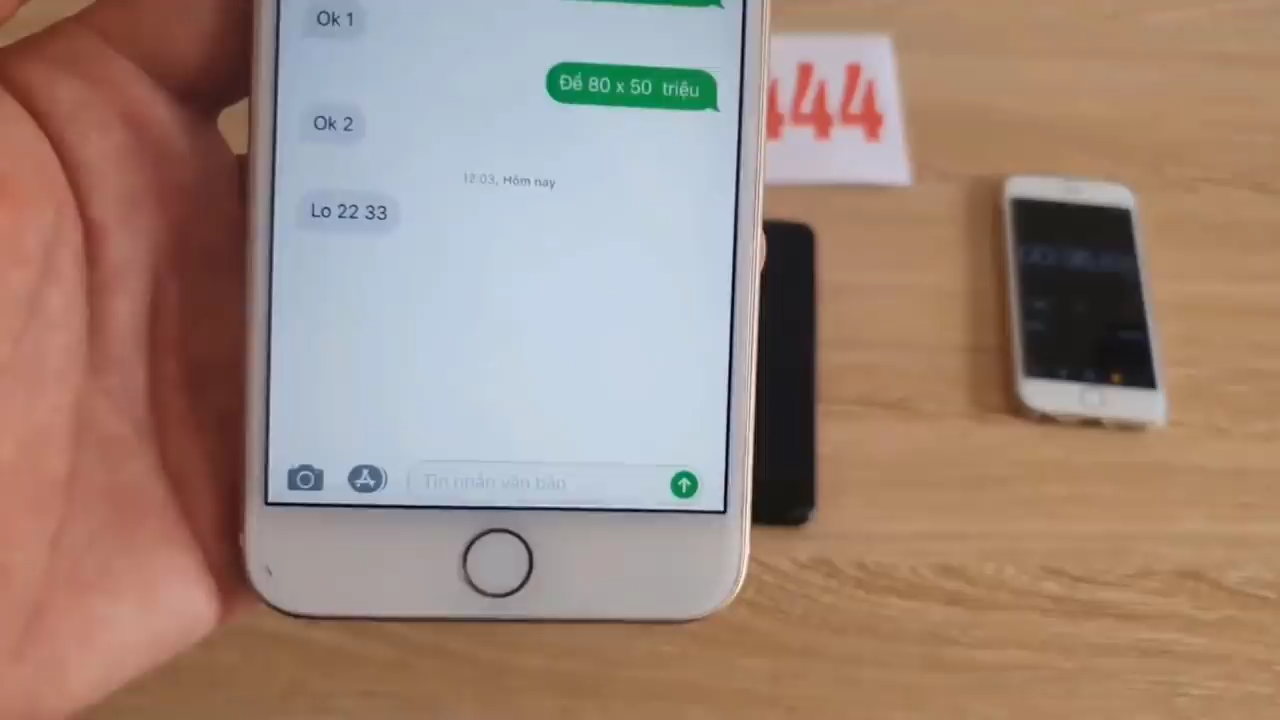 Ok 1
Đề 80 x 50 triệu
Ok 2
12:03, Hôm nay
Lo 22 33
Tin nhắn văn bản
444